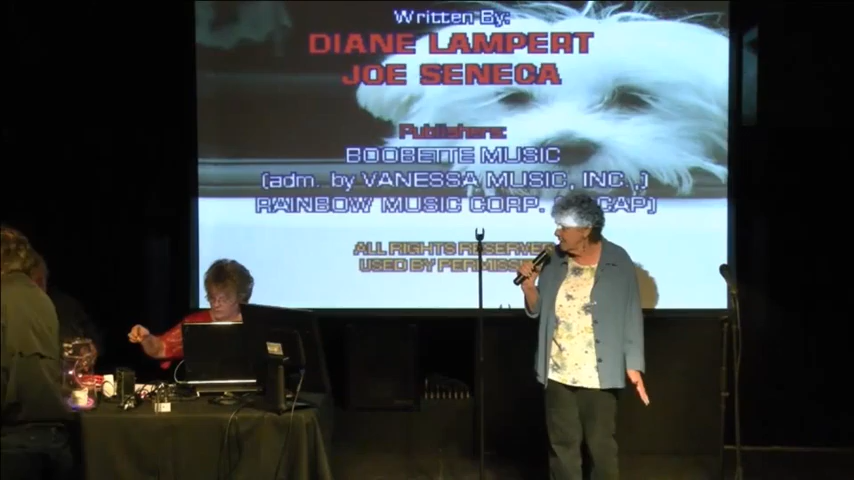 Written By:
DIANE LAMPERT
JOE SENECA
Publishers:
BOOBETTE MUSIC
(adm. by VANESSA MUSIC, INC.,)
RAINBOW MUSIC CORP. CAP)
ALL RIGHTS RESERVED
USED BY